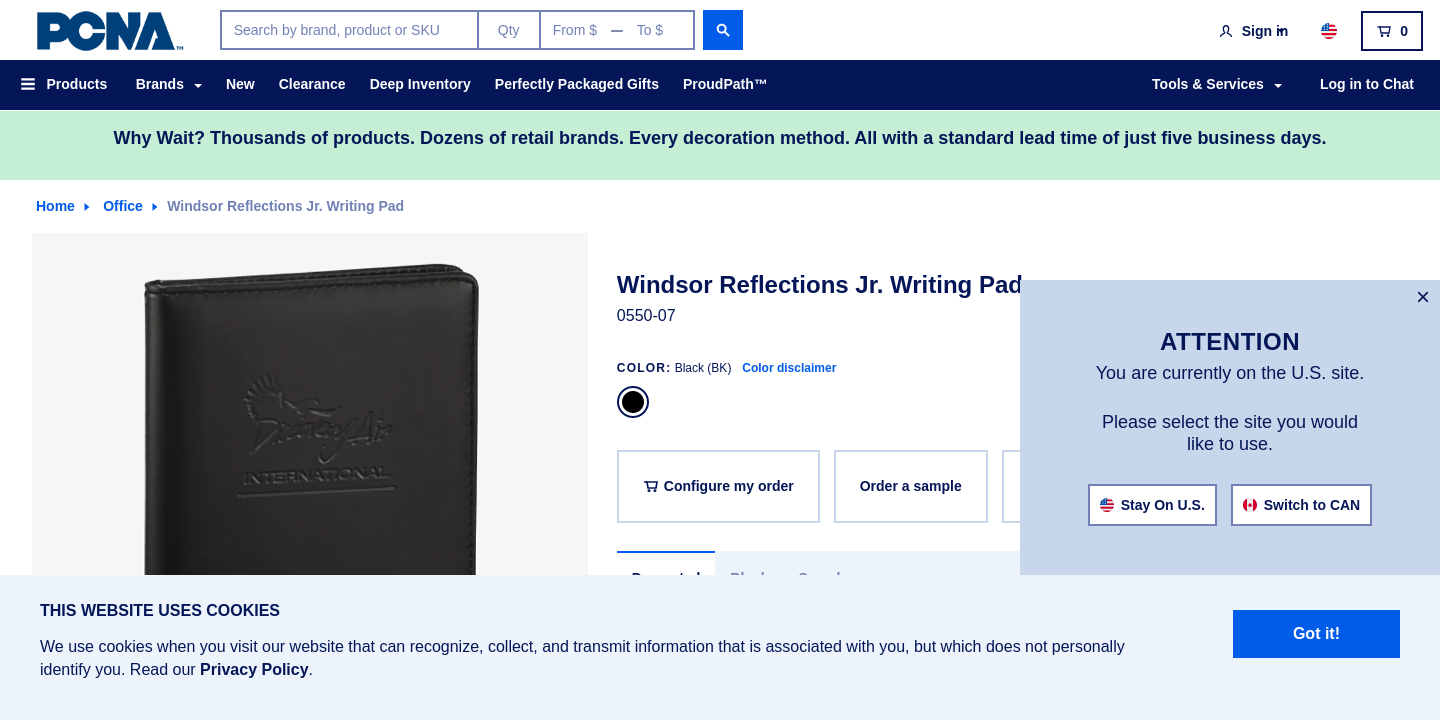 PCNA™
Search by brand, product or SKU
Qty
From $ — To $
Sign in
0
Products
Brands
New
Clearance
Deep Inventory
Perfectly Packaged Gifts
ProudPath™
Tools & Services
Log in to Chat
Why Wait? Thousands of products. Dozens of retail brands. Every decoration method. All with a standard lead time of just five business days.
Home
Office
Windsor Reflections Jr. Writing Pad
INTERNATIONAL
Windsor Reflections Jr. Writing Pad
0550-07
COLOR: Black (BK) Color disclaimer
Configure my order
Order a sample
ATTENTION
You are currently on the U.S. site.
Please select the site you would
like to use.
Stay On U.S.
Switch to CAN
THIS WEBSITE USES COOKIES
We use cookies when you visit our website that can recognize, collect, and transmit information that is associated with you, but which does not personally
identify you. Read our Privacy Policy.
Got it!